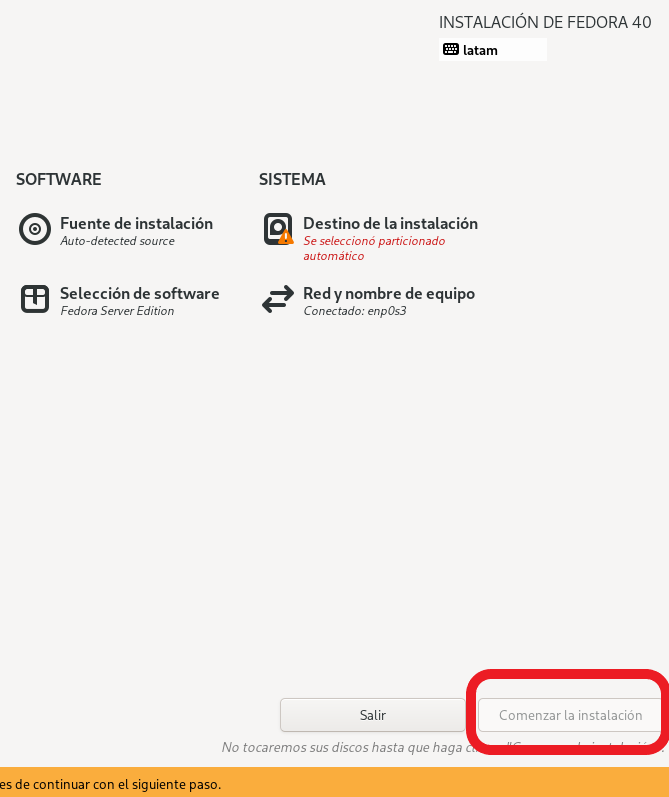 INSTALACIÓN DE FEDORA 40
latam
SOFTWARE
SISTEMA
Fuente de instalación
Auto-detected source
Destino de la instalación
Se seleccionó particionado
automático
Selección de software
Fedora Server Edition
Red y nombre de equipo
Conectado: enp0s3
Salir
Comenzar la instalación
No tocaremos sus discos hasta que haga
es de continuar con el siguiente paso.